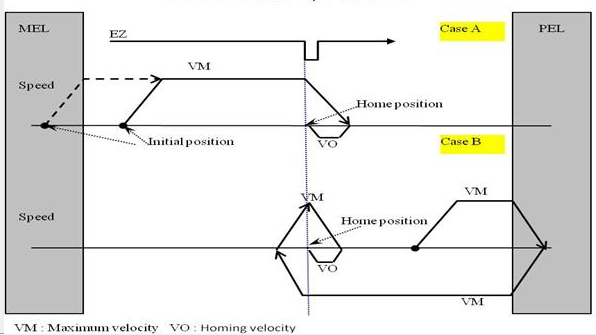 MEL
EZ
Case A
PEL
VM
Speed
Home position
Initial position
VO
Case B
VM
VM
Speed
Home position
VO
VM
VM : Maximum velocity VO : Homing velocity